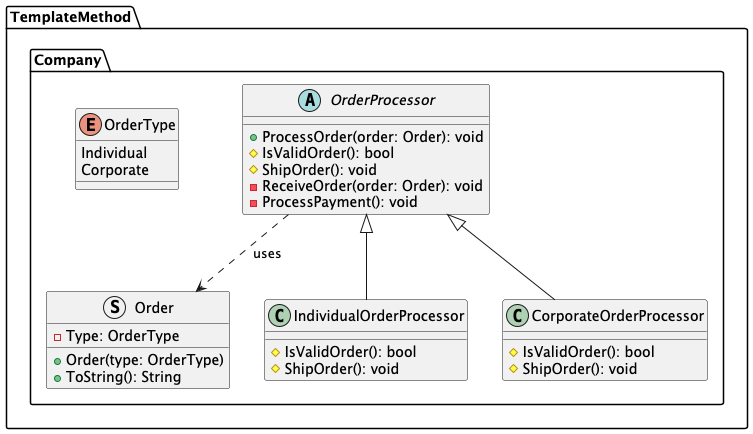 TemplateMethod
Company
E OrderType
Individual
Corporate
A OrderProcessor
ProcessOrder(order: Order): void
IsValidOrder(): bool
ShipOrder(): void
ReceiveOrder(order: Order): void
ProcessPayment(): void
uses
S Order
Type: OrderType
Order(type: OrderType)
ToString(): String
C IndividualOrderProcessor
IsValidOrder(): bool
ShipOrder(): void
C CorporateOrderProcessor
IsValidOrder(): bool
ShipOrder(): void